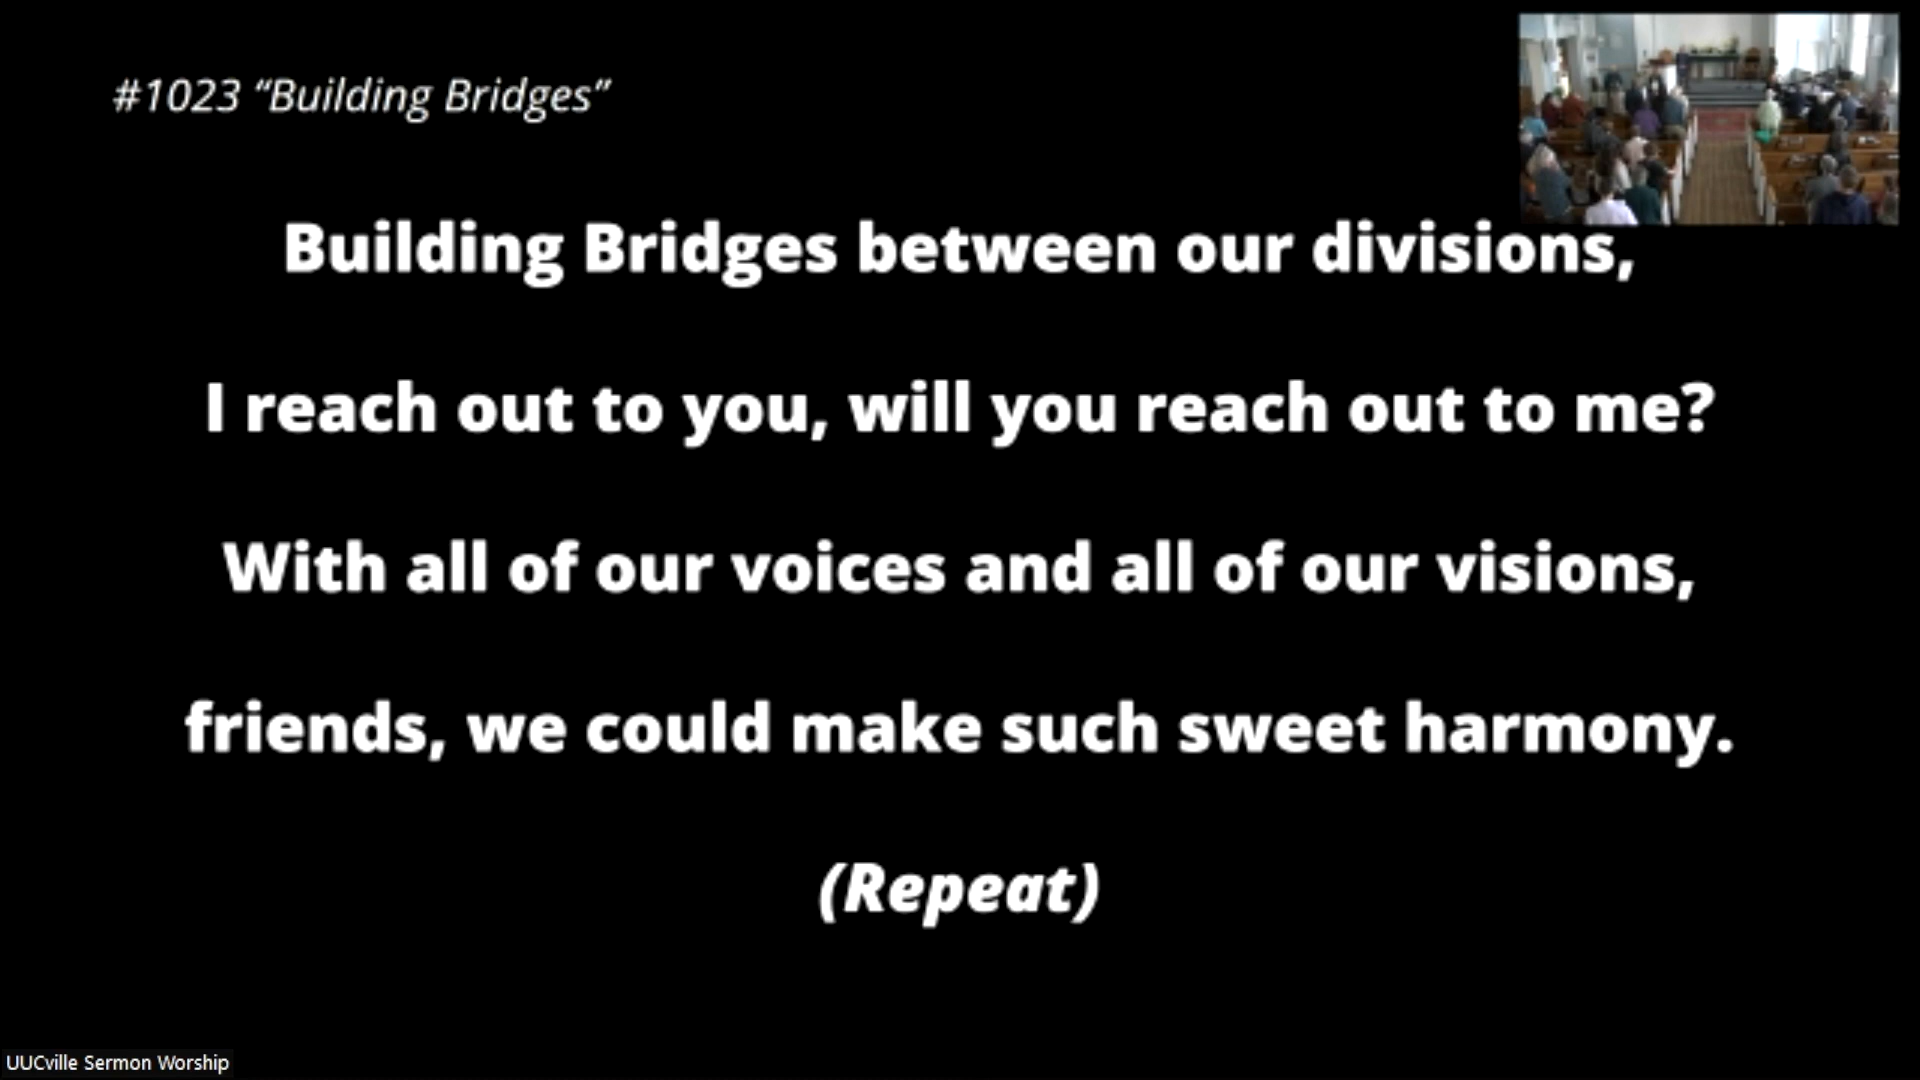 #1023 “Building Bridges”
Building Bridges between our divisions,
I reach out to you, will you reach out to me?
With all of our voices and all of our visions,
friends, we could make such sweet harmony.
(Repeat)
UUCville Sermon Worship